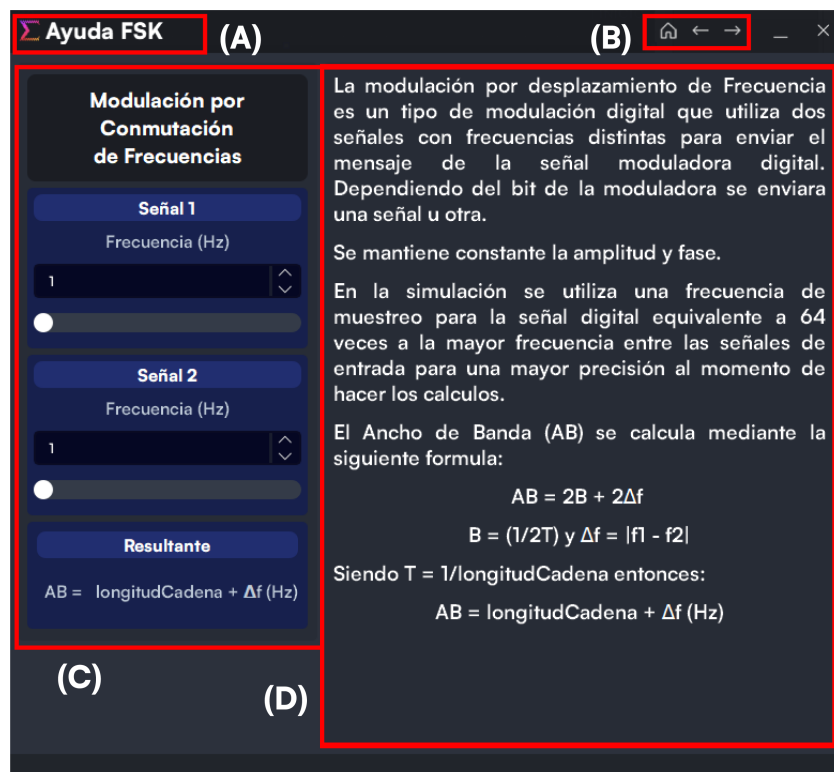 Ayuda FSK
(A)
(B)
Modulación por
Conmutación
de Frecuencias
Señal 1
Frecuencia (Hz)
1
Señal 2
Frecuencia (Hz)
1
Resultante
AB = longitudCadena + Δf (Hz)
(C)
La modulación por desplazamiento de Frecuencia
es un tipo de modulación digital que utiliza dos
señales con frecuencias distintas para enviar el
mensaje de la señal moduladora digital.
Dependiendo del bit de la moduladora se enviara
una señal u otra.
Se mantiene constante la amplitud y fase.
En la simulación se utiliza una frecuencia de
muestreo para la señal digital equivalente a 64
veces a la mayor frecuencia entre las señales de
entrada para una mayor precisión al momento de
hacer los calculos.
El Ancho de Banda (AB) se calcula mediante la
siguiente formula:
AB = 2B + 2Δf
B = (1/2T) y Δf = |f1 - f2|
Siendo T = 1/longitudCadena entonces:
AB = longitudCadena + Δf (Hz)
(D)